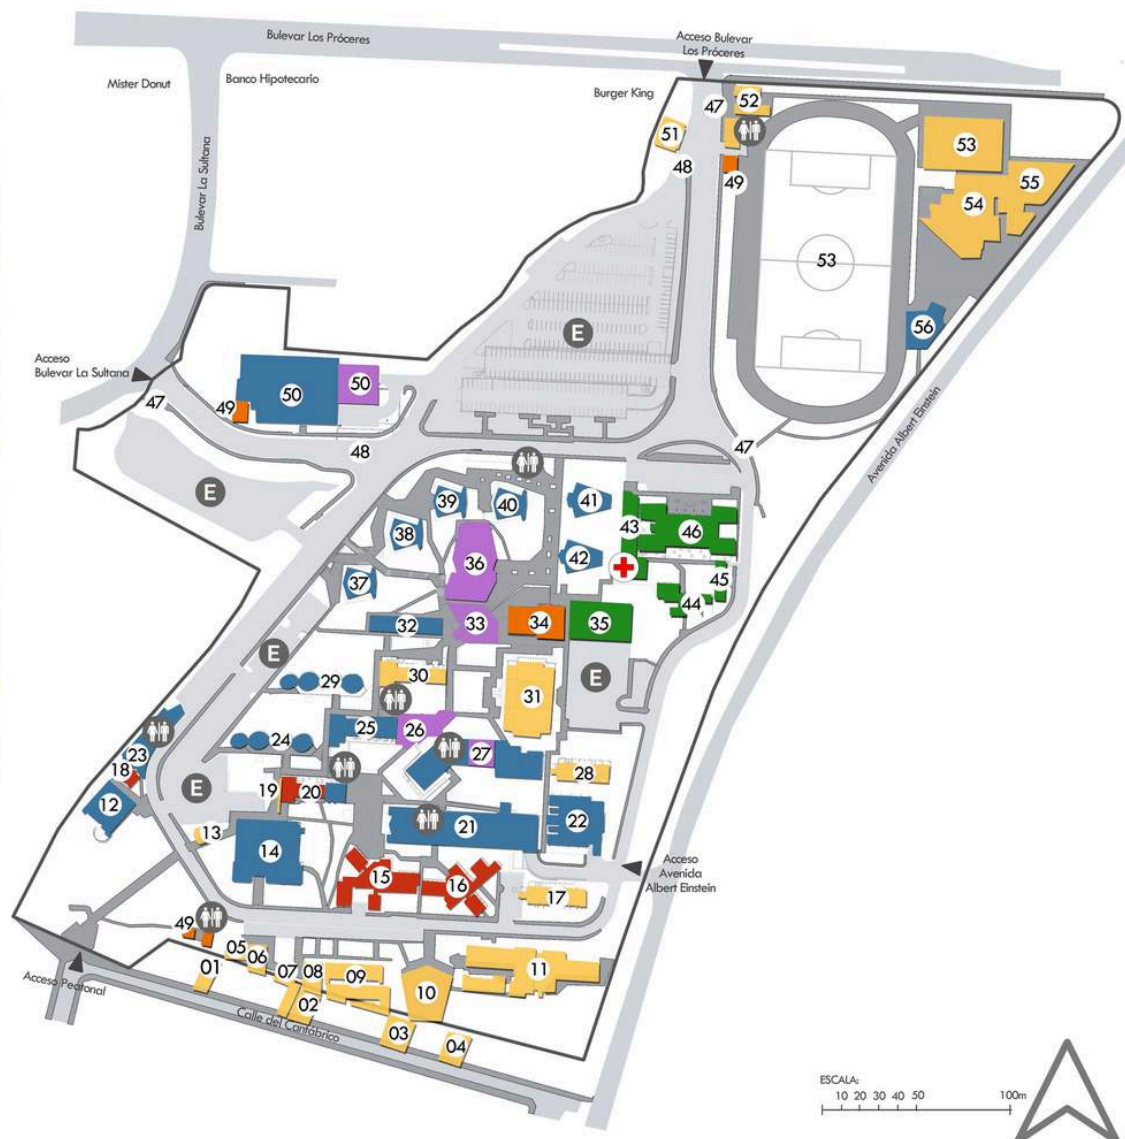 Bulevar Los Próceres
Acceso Bulevar
Los Próceres
Mister Donut
Banco Hipotecario
Burger King
47
52
51
48
49
53
55
54
53
Bulevar La Sultana
E
56
Acceso
Bulevar La Sultana
47
49
50
50
48
47
Avenida Albert Einstein
E
39
40
41
38
43
46
36
42
37
45
44
32
33
34
35
E
30
29
31
E
25
26
27
24
23
18
28
12
E
19
20
13
21
22
14
15
16
Acceso
Avenida
Albert Einstein
17
49
05
06
07
08
09
11
01
02
10
03
04
Acceso Peatonal
Calle del Cantábrico
ESCALA:
10 20 30 40 50 100m